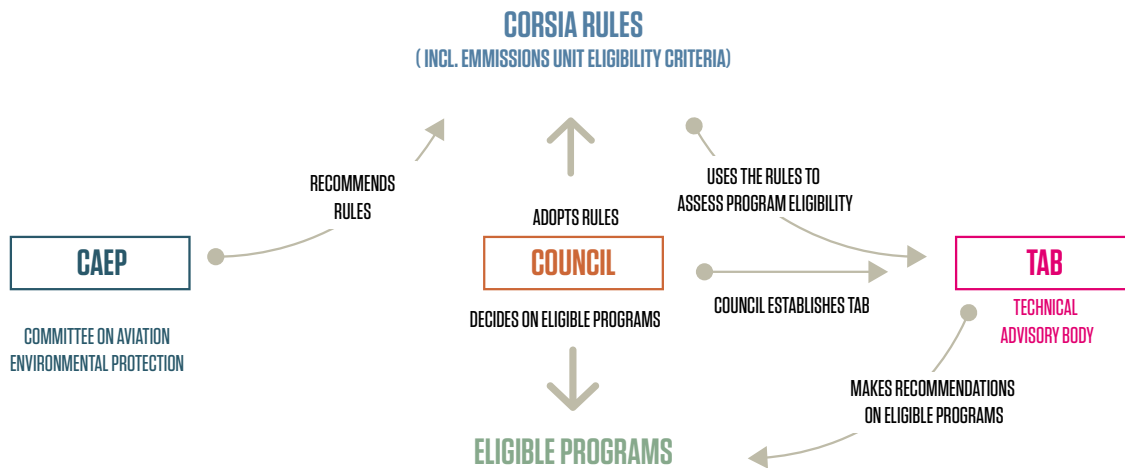 CORSIA RULES
( INCL. EMMISSIONS UNIT ELIGIBILITY CRITERIA)
RECOMMENDS
RULES
USES THE RULES TO
ASSESS PROGRAM ELIGIBILITY
ADOPTS RULES
CAEP
COUNCIL
TAB
COMMITTEE ON AVIATION
ENVIRONMENTAL PROTECTION
DECIDES ON ELIGIBLE PROGRAMS
COUNCIL ESTABLISHES TAB
TECHNICAL
ADVISORY BODY
MAKES RECOMMENDATIONS
ON ELIGIBLE PROGRAMS
ELIGIBLE PROGRAMS